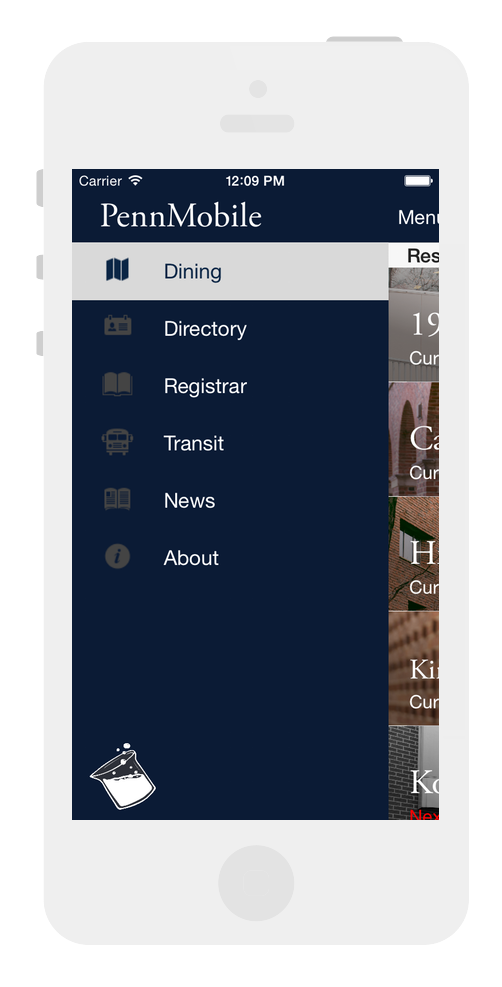 Carrier 12:09 PM
PennMobile Menu
Res
Dining
19
Directory
Cur
Registrar
Ca
Transit
Cur
News
H
About
Cur
Ki
Cur
Ko
Nex